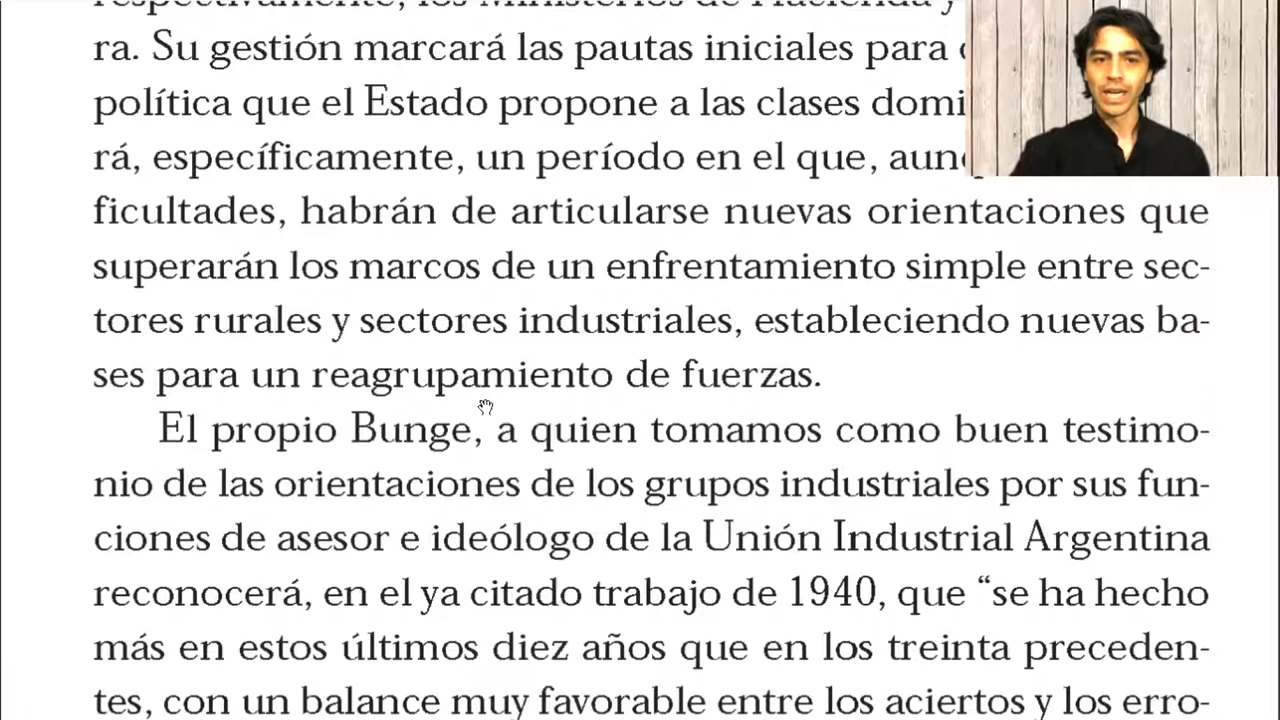 respectivamente, los Ministerios de Hacienda y
ra. Su gestión marcará las pautas iniciales para
política que el Estado propone a las clases domi
rá, específicamente, un período en el que, aun
ficultades, habrán de articularse nuevas orientaciones que
superarán los marcos de un enfrentamiento simple entre sec-
tores rurales y sectores industriales, estableciendo nuevas ba-
ses para un reagrupamiento de fuerzas.
El propio Bunge, a quien tomamos como buen testimo-
nio de las orientaciones de los grupos industriales por sus fun-
ciones de asesor e ideólogo de la Unión Industrial Argentina
reconocerá, en el ya citado trabajo de 1940, que “se ha hecho
más en estos últimos diez años que en los treinta preceden-
tes, con un balance muy favorable entre los aciertos y los erro-